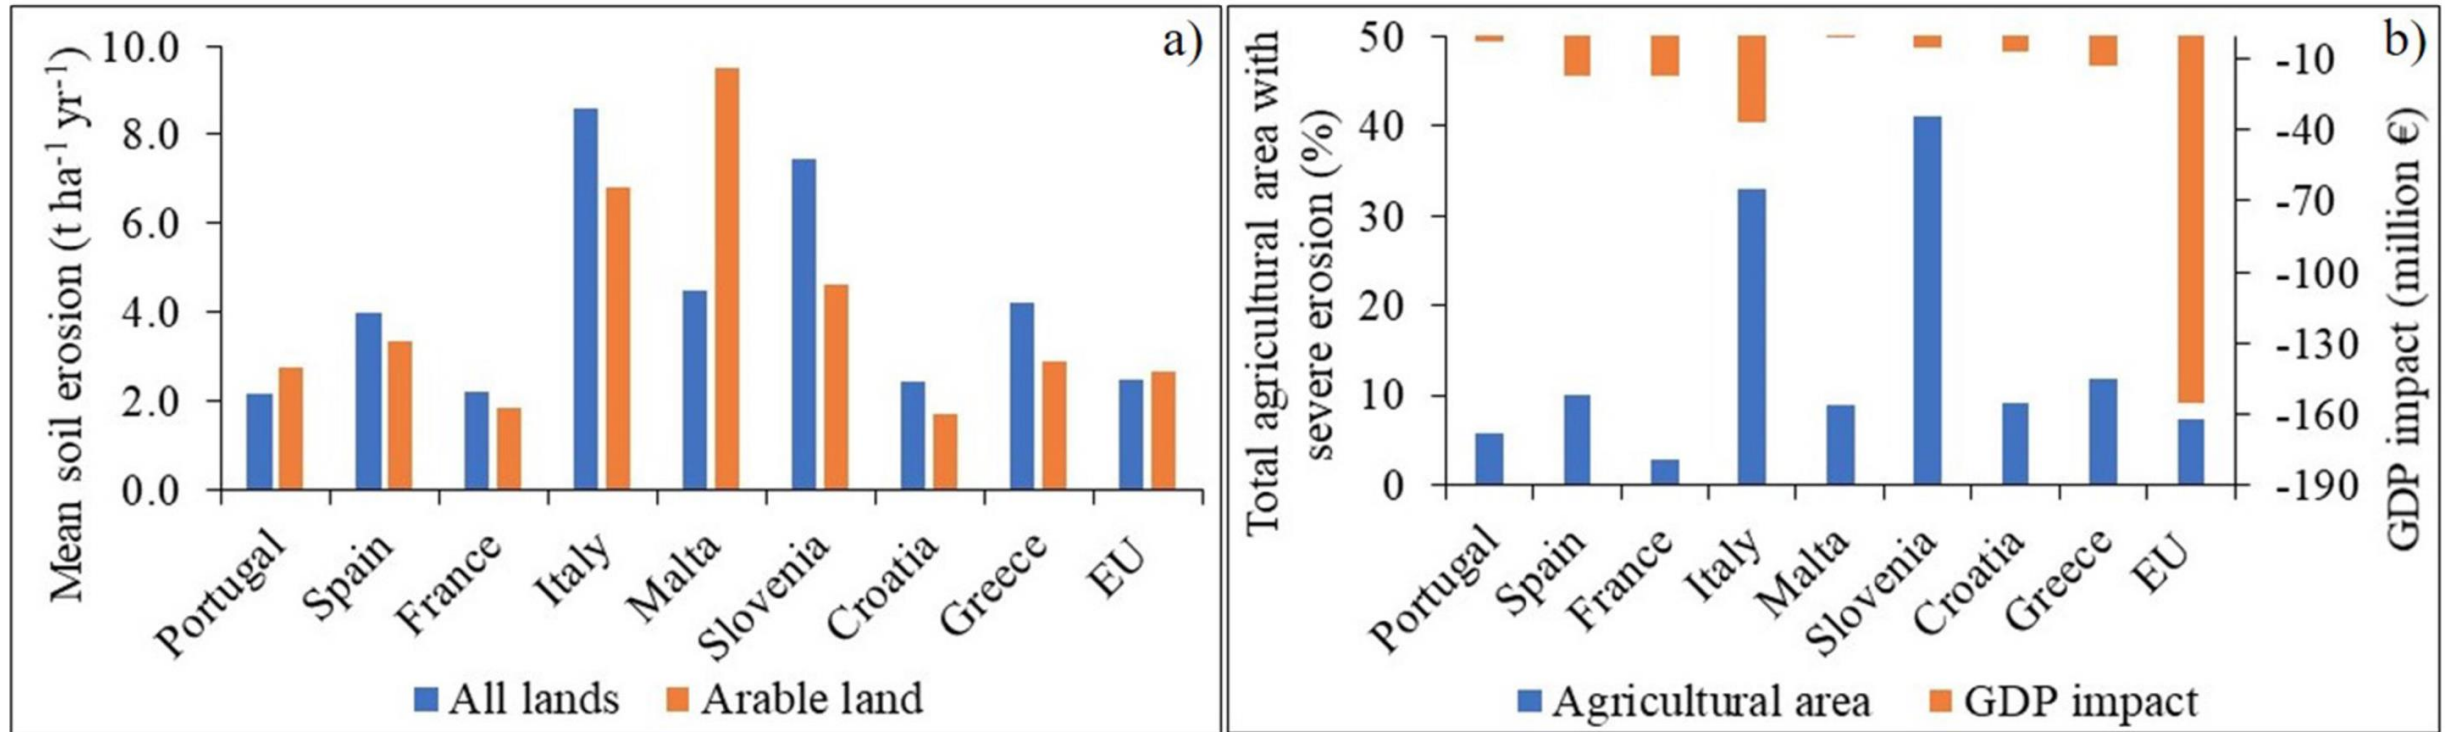 a)
Mean soil erosion (t ha-1 yr-1)
10.0
8.0
6.0
4.0
2.0
0.0
Portugal
Spain
France
Italy
Malta
Slovenia
Croatia
Greece
EU
All lands
Arable land
b)
Total agricultural area with
severe erosion (%)
50
40
30
20
10
0
-10
-40
-70
-100
-130
-160
-190
GDP impact (million €)
Portugal
Spain
France
Italy
Malta
Slovenia
Croatia
Greece
EU
Agricultural area
GDP impact